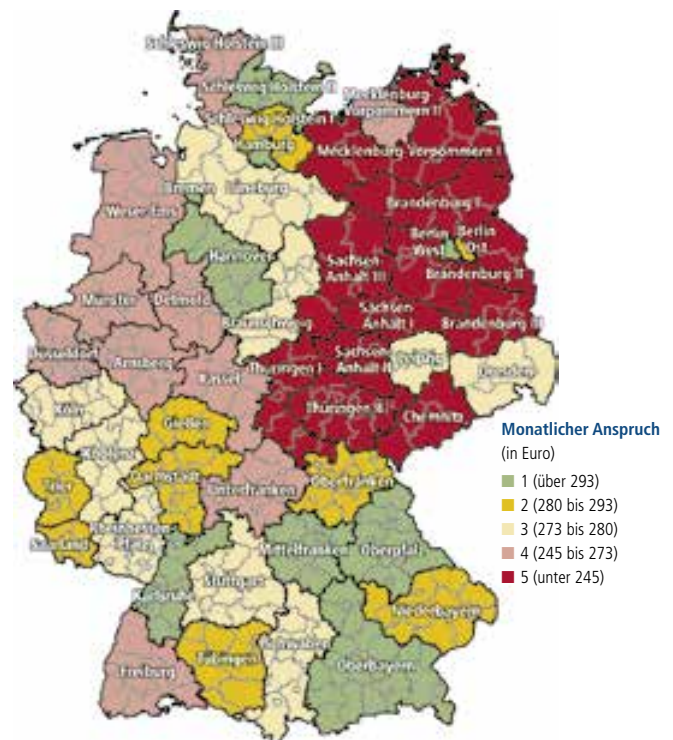 Schleswig Holstein III
Schleswig Holstein II
Mecklenburg-
Vorpommern II
Schleswig Holstein I
Hamburg
Mecklenburg-Vorpommern I
Bremen
Lüneburg
Brandenburg I
Weser-Ems
Berlin
West
Berlin
Ost
Hannover
Sachsen
Anhalt III
Brandenburg II
Münster
Detmold
Braunschweig
Sachsen
Anhalt I
Brandenburg III
Düsseldorf
Arnsberg
Kassel
Thüringen I
Sachsen
Anhalt II
Leipzig
Dresden
Köln
Thüringen II
Chemnitz
Gießen
Koblenz
Monatlicher Anspruch
(in Euro)
1 (über 293)
2 (280 bis 293)
3 (273 bis 280)
4 (245 bis 273)
5 (unter 245)
Trier
Darmstadt
Unterfranken
Oberfranken
Saarland
Rheinhessen-
Pfalz
Mittelfranken
Oberpfalz
Karlsruhe
Stuttgart
Niederbayern
Freiburg
Tübingen
Schwaben
Oberbayern